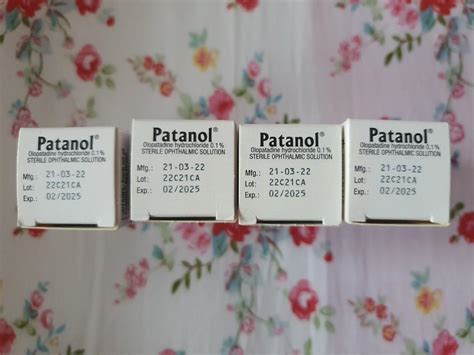 Patanol®
Olopatadine hydrochloride 0.1%
STERILE OPHTHALMIC SOLUTION
Mfg.: 21-03-22
Lot: 22C21CA
Exp.: 02/2025
Patanol®
Olopatadine hydrochloride 0.1%
STERILE OPHTHALMIC SOLUTION
Mfg.: 21-03-22
Lot: 22C21CA
Exp.: 02/2025
Patanol®
Olopatadine hydrochloride 0.1%
STERILE OPHTHALMIC SOLUTION
Mfg.: 21-03-22
Lot: 22C21CA
Exp.: 02/2025
Patanol®
Olopatadine hydrochloride 0.1%
STERILE OPHTHALMIC SOLUTION
Mfg.: 21-03-22
Lot: 22C21CA
Exp.: 02/2025